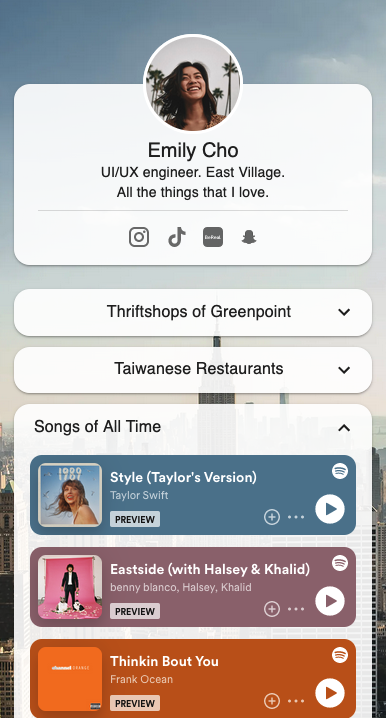 Emily Cho
UI/UX engineer. East Village.
All the things that I love.
BeReal.
Thriftshops of Greenpoint
Taiwanese Restaurants
Songs of All Time
1989
Style (Taylor's Version)
Taylor Swift
PREVIEW
Eastside (with Halsey & Khalid)
benny blanco, Halsey, Khalid
PREVIEW
channel ORANGE
Thinkin Bout You
Frank Ocean
PREVIEW